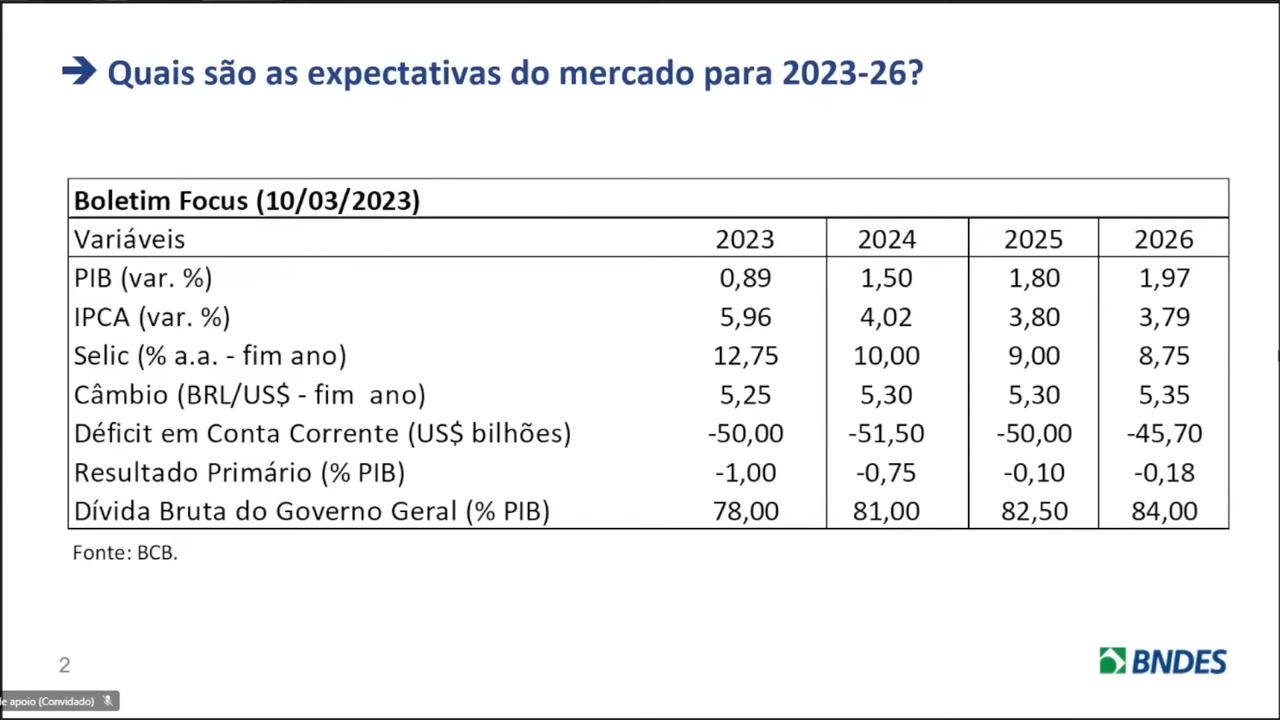 ➔ Quais são as expectativas do mercado para 2023-26?
Boletim Focus (10/03/2023)
Variáveis 2023 2024 2025 2026
PIB (var. %) 0,89 1,50 1,80 1,97
IPCA (var. %) 5,96 4,02 3,80 3,79
Selic (% a.a. - fim ano) 12,75 10,00 9,00 8,75
Câmbio (BRL/US$ - fim  ano) 5,25 5,30 5,30 5,35
Déficit em Conta Corrente (US$ bilhões) -50,00 -51,50 -50,00 -45,70
Resultado Primário (% PIB) -1,00 -0,75 -0,10 -0,18
Dívida Bruta do Governo Geral (% PIB) 78,00 81,00 82,50 84,00
Fonte: BCB.
2
BNDES
de apoio (Convidado)